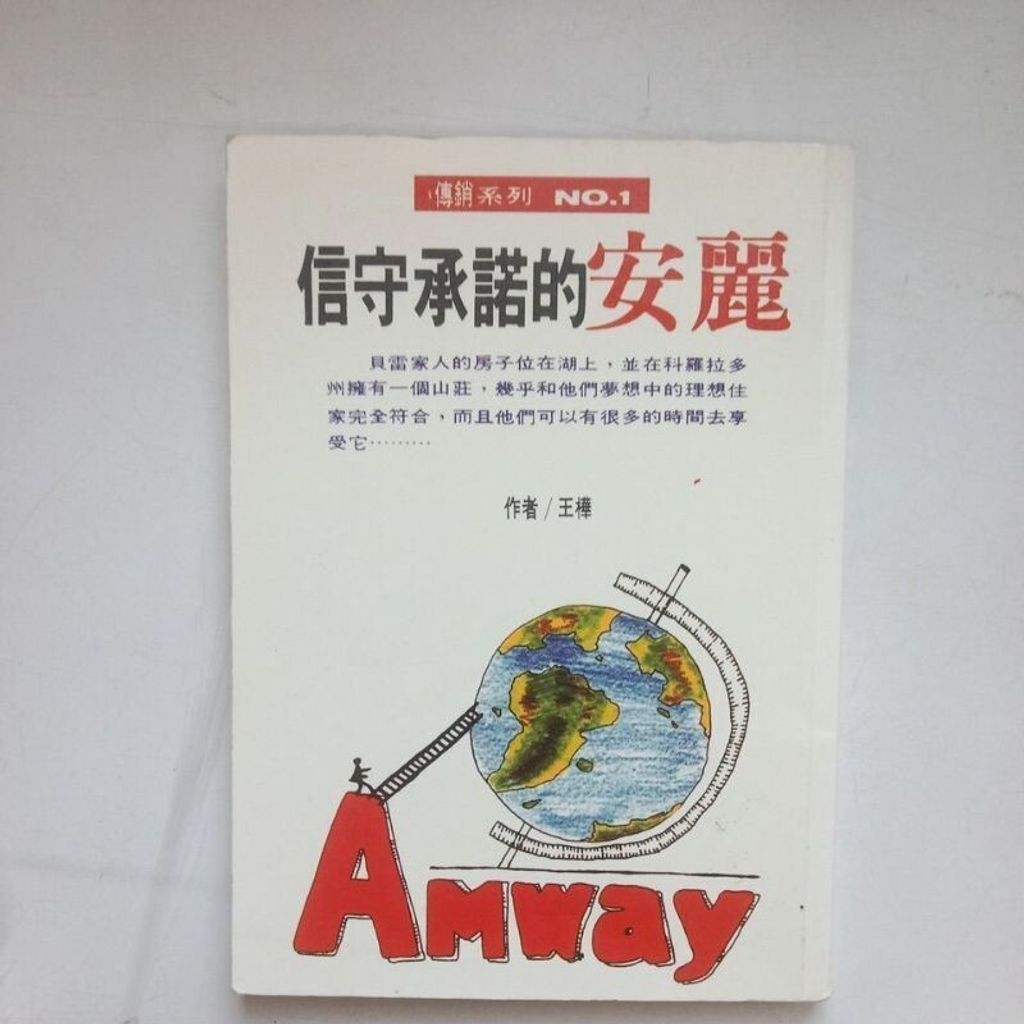 傳銷系列 NO.1
信守承諾的安麗
貝雷家人的房子位在湖上，並在科羅拉多
州擁有一個山莊，幾乎和他們夢想中的理想住
家完全符合，而且他們可以有很多的時間去享
受它………
作者/王樺
Amway